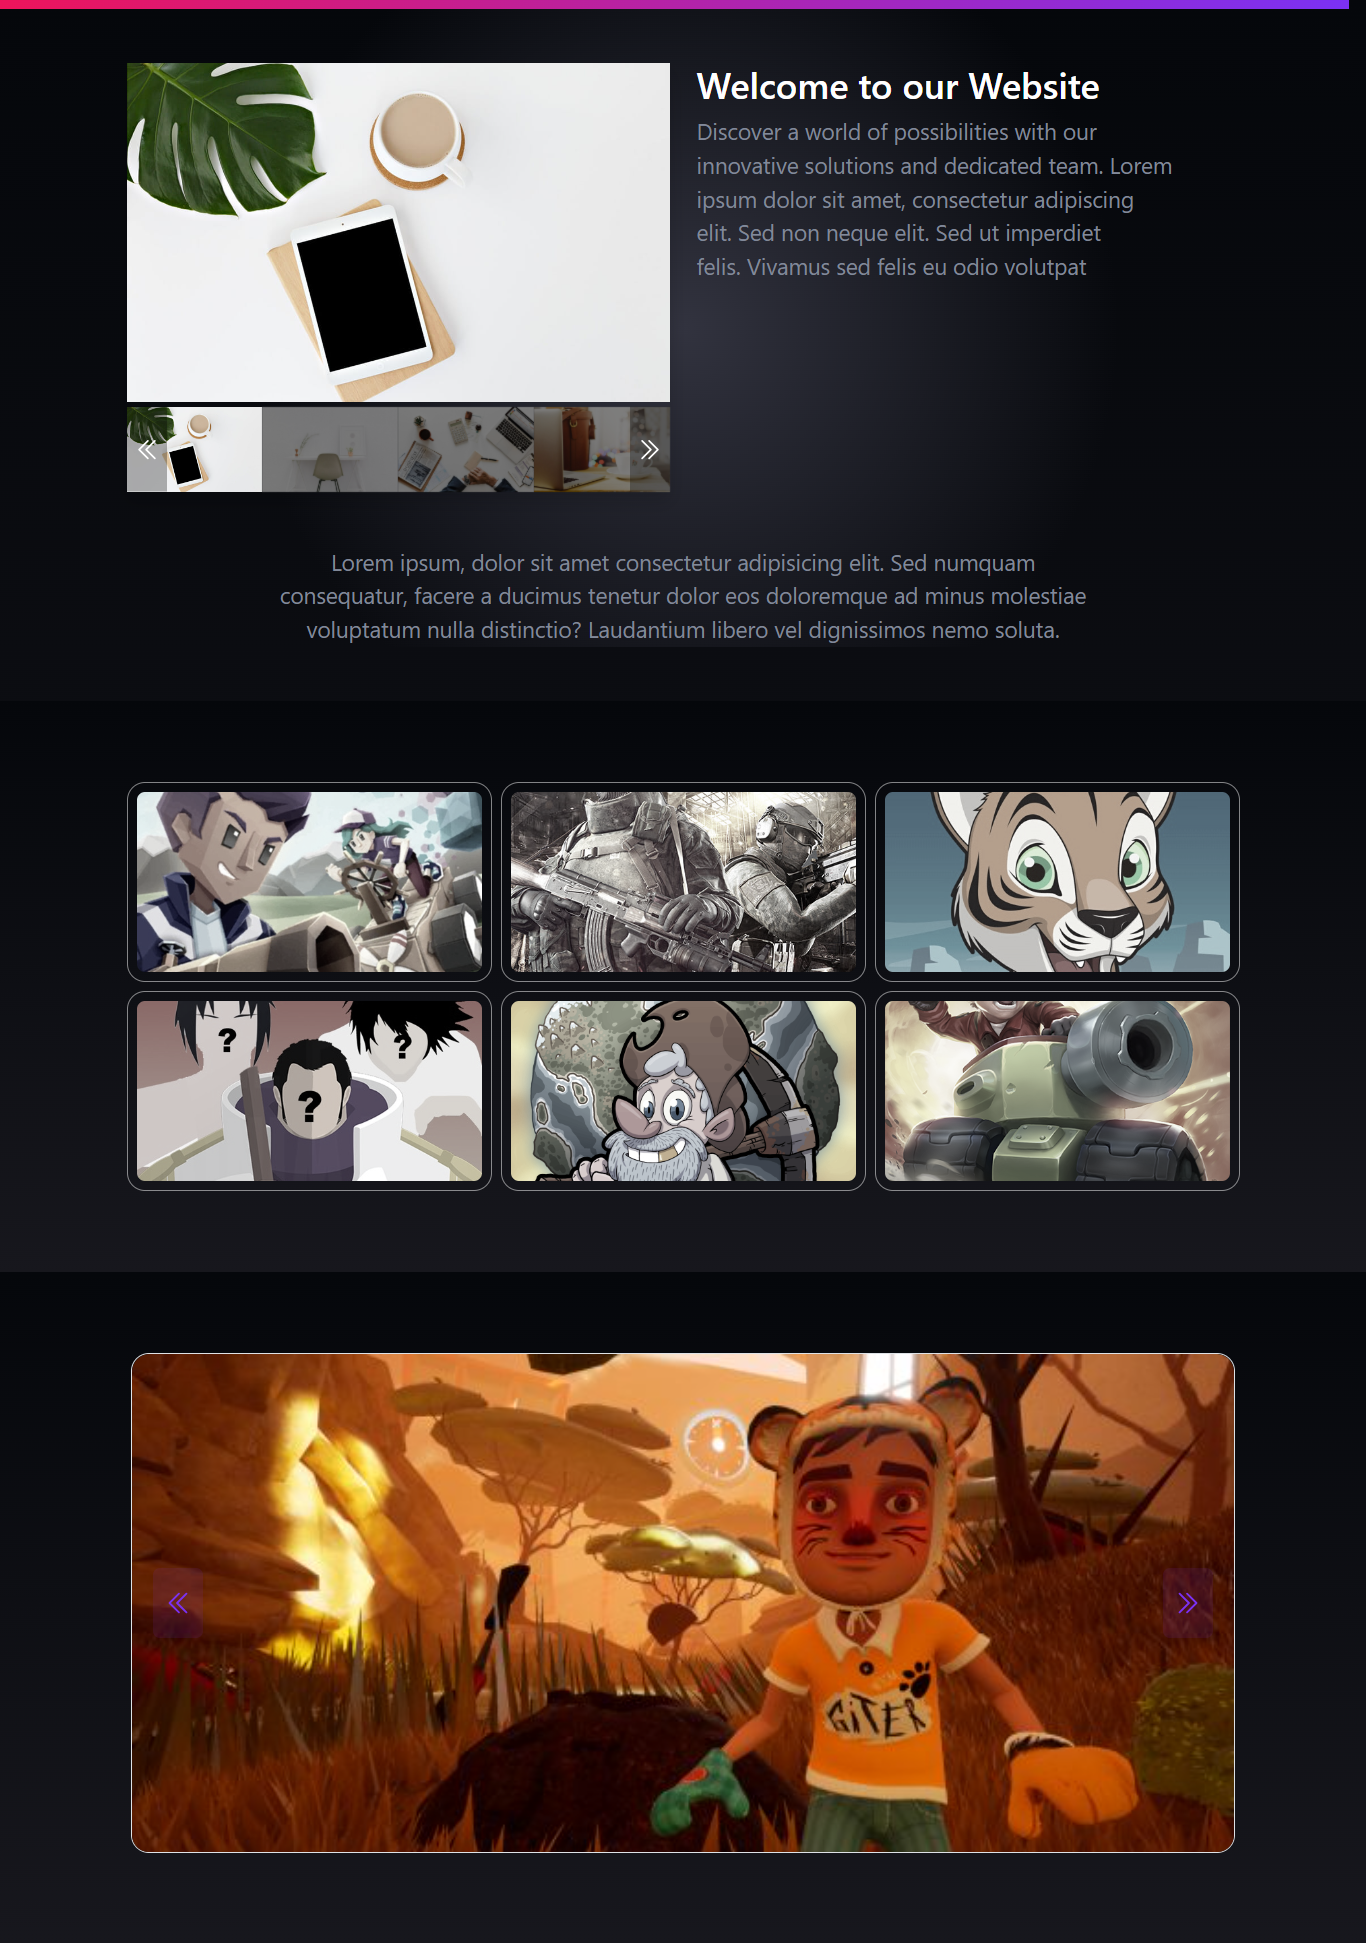 Welcome to our Website
Discover a world of possibilities with our
innovative solutions and dedicated team. Lorem
ipsum dolor sit amet, consectetur adipiscing
elit. Sed non neque elit. Sed ut imperdiet
felis. Vivamus sed felis eu odio volutpat
Lorem ipsum, dolor sit amet consectetur adipisicing elit. Sed numquam
consequatur, facere a ducimus tenetur dolor eos doloremque ad minus molestiae
voluptatum nulla distinctio? Laudantium libero vel dignissimos nemo soluta.
?
?
?
GiTER